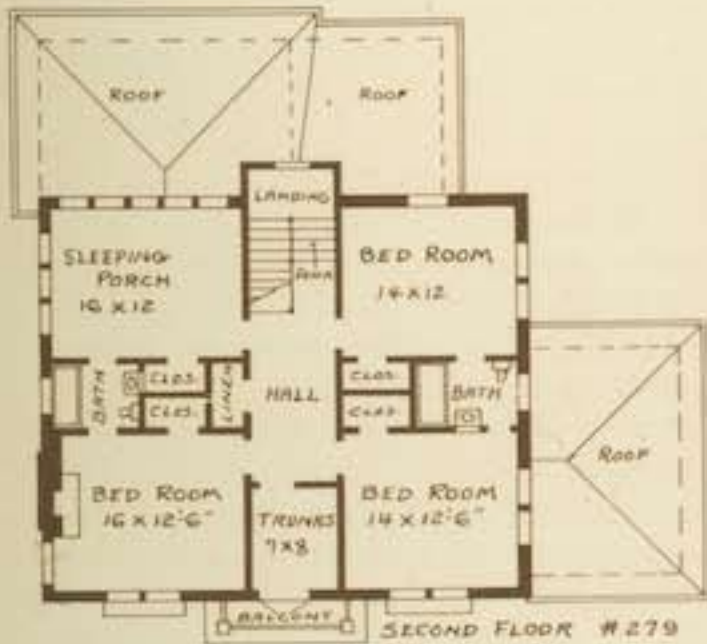 ROOF
ROOF
LANDING
SLEEPING
PORCH
16 X 12
DOWN
BED ROOM
14 X 12
BATH
CLOS.
CLOS.
LINEN
HALL
CLOS.
CLOS.
BATH
ROOF
BED ROOM
16 X 12'-6"
TRUNKS
7 X 8
BED ROOM
14 X 12'-6"
BALCONY
SECOND FLOOR #279